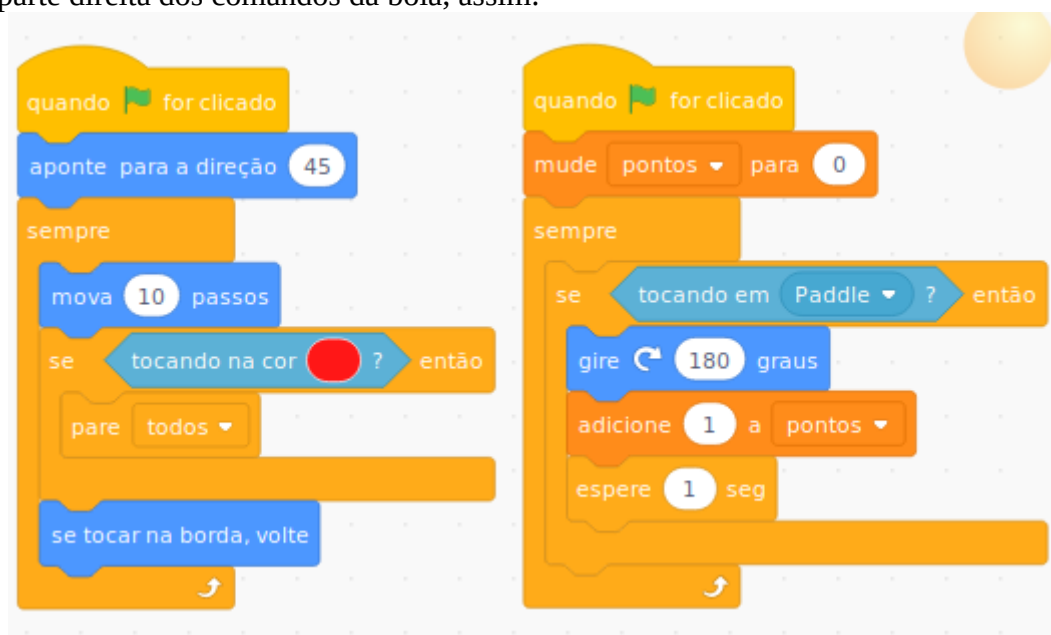 parte direita dos comandos da bola, assim:
quando for clicado
aponte para a direção 45
sempre
mova 10 passos
se tocando na cor ? então
pare todos
se tocar na borda, volte
quando for clicado
mude pontos para 0
sempre
se tocando em Paddle ? então
gire 180 graus
adicione 1 a pontos
espere 1 seg